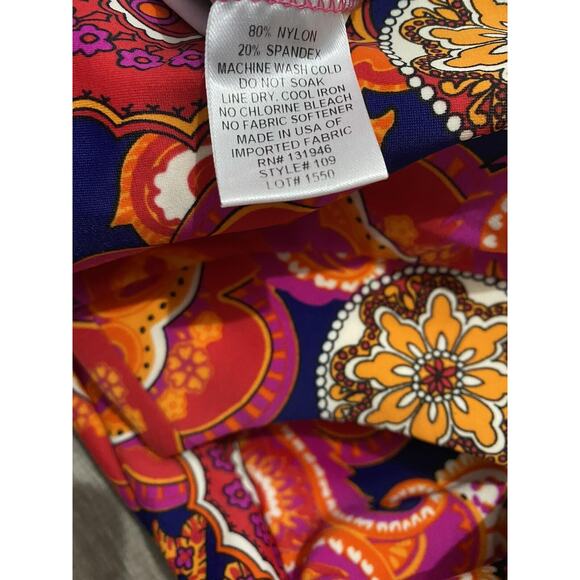 80% NYLON
20% SPANDEX
MACHINE WASH COLD
DO NOT SOAK
LINE DRY, COOL IRON
NO CHLORINE BLEACH
NO FABRIC SOFTENER
MADE IN USA OF
IMPORTED FABRIC
RN# 131946
STYLE# 109
LOT# 1550